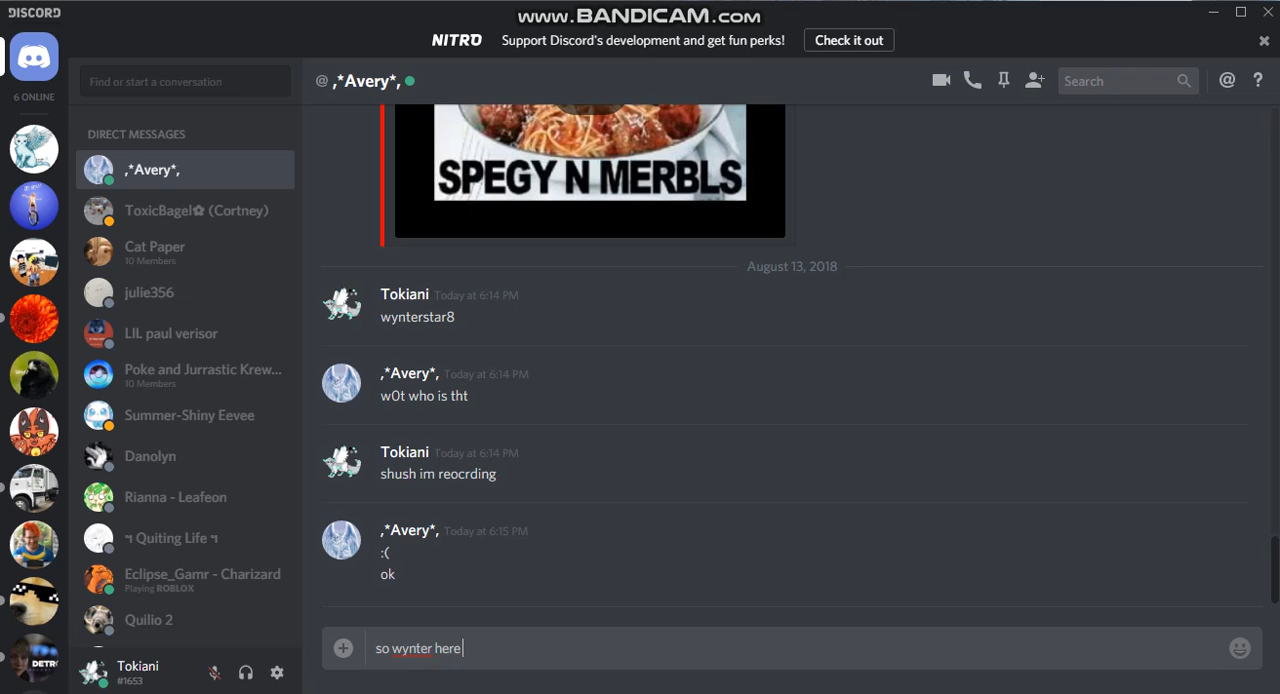 DISCORD
www.BANDICAM.com
NITRO Support Discord's development and get fun perks! Check it out
6 ONLINE
Find or start a conversation
DIRECT MESSAGES
,*Avery*,
ToxicBagel✿ (Cortney)
Cat Paper
10 Members
julie356
LIL paul verisor
Poke and Jurrastic Krew...
10 Members
Summer-Shiny Eevee
Danolyn
Rianna - Leafeon
Quiting Life
Eclipse_Gamr - Charizard
Playing ROBLOX
Quilio 2
Tokiani
#1653
@ ,*Avery*,
Search
SPEGY N MERBLS
August 13, 2018
Tokiani Today at 6:14 PM
wynterstar8
,*Avery*, Today at 6:14 PM
w0t who is tht
Tokiani Today at 6:14 PM
shush im reocrding
,*Avery*, Today at 6:15 PM
:(
ok
so wynter here